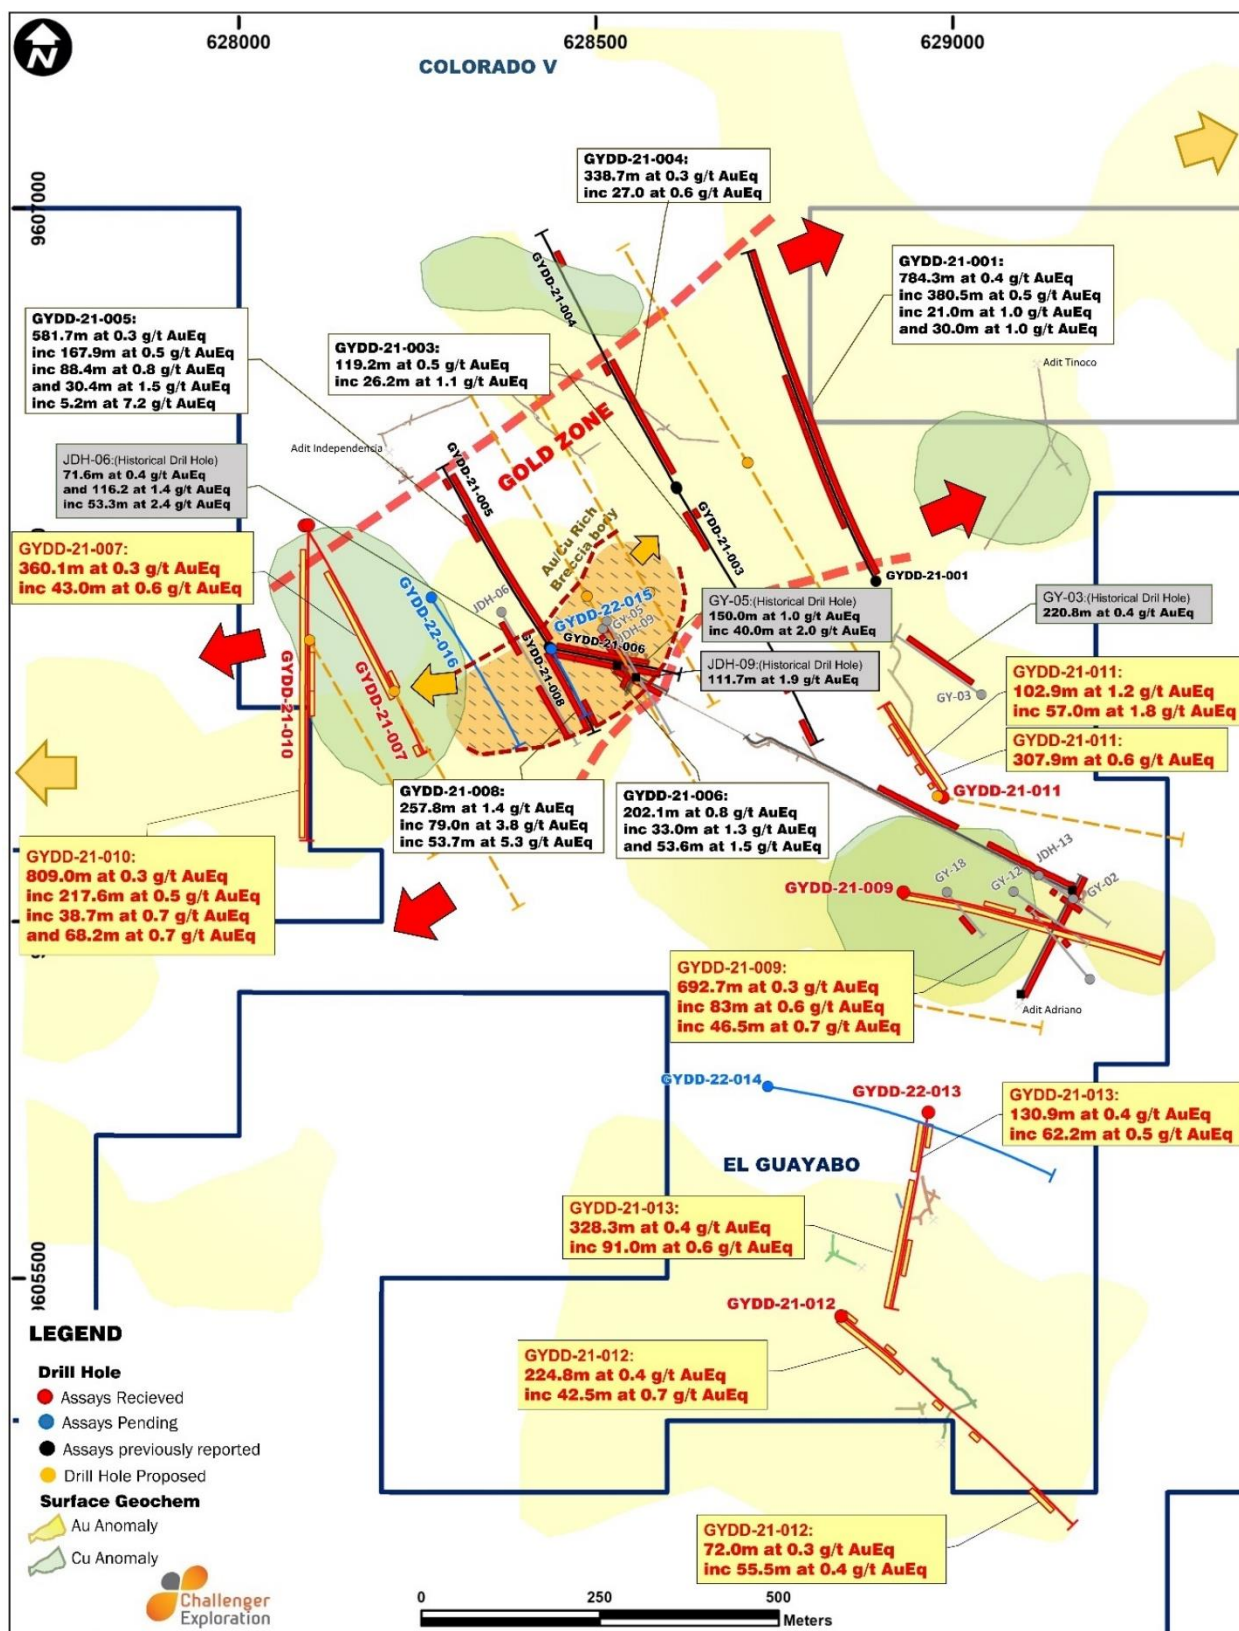 N
628000
628500
629000
COLORADO V
9607000
GYDD-21-004:
338.7m at 0.3 g/t AuEq
inc 27.0 at 0.6 g/t AuEq
GYDD-21-001:
784.3m at 0.4 g/t AuEq
inc 380.5m at 0.5 g/t AuEq
inc 21.0m at 1.0 g/t AuEq
and 30.0m at 1.0 g/t AuEq
GYDD-21-005:
581.7m at 0.3 g/t AuEq
inc 167.9m at 0.5 g/t AuEq
inc 88.4m at 0.8 g/t AuEq
and 30.4m at 1.5 g/t AuEq
inc 5.2m at 7.2 g/t AuEq
GYDD-21-003:
119.2m at 0.5 g/t AuEq
inc 26.2m at 1.1 g/t AuEq
GYDD-21-004
Adit Tinoco
Adit Independencia
GOLD ZONE
JDH-06:(Historical Dril Hole)
71.6m at 0.4 g/t AuEq
and 116.2 at 1.4 g/t AuEq
inc 53.3m at 2.4 g/t AuEq
GYDD-21-005
GYDD-21-003
Au/Cu Rich
Breccia body
GYDD-21-007:
360.1m at 0.3 g/t AuEq
inc 43.0m at 0.6 g/t AuEq
GYDD-21-001
JDH-06
GYDD-22-015
GY-05
JDH-09
GYDD-21-006
GYDD-22-016
GY-05:(Historical Dril Hole)
150.0m at 1.0 g/t AuEq
inc 40.0m at 2.0 g/t AuEq
GY-03:(Historical Dril Hole)
220.8m at 0.4 g/t AuEq
JDH-09:(Historical Dril Hole)
111.7m at 1.9 g/t AuEq
GY-03
GYDD-21-011:
102.9m at 1.2 g/t AuEq
inc 57.0m at 1.8 g/t AuEq
GYDD-21-011:
307.9m at 0.6 g/t AuEq
GYDD-21-010
GYDD-21-007
GYDD-21-008
GYDD-21-011
GYDD-21-008:
257.8m at 1.4 g/t AuEq
inc 79.0n at 3.8 g/t AuEq
inc 53.7m at 5.3 g/t AuEq
GYDD-21-006:
202.1m at 0.8 g/t AuEq
inc 33.0m at 1.3 g/t AuEq
and 53.6m at 1.5 g/t AuEq
GYDD-21-010:
809.0m at 0.3 g/t AuEq
inc 217.6m at 0.5 g/t AuEq
inc 38.7m at 0.7 g/t AuEq
and 68.2m at 0.7 g/t AuEq
JDH-13
GYDD-21-009
GY-18
GY-12
GY-02
GYDD-21-009:
692.7m at 0.3 g/t AuEq
inc 83m at 0.6 g/t AuEq
inc 46.5m at 0.7 g/t AuEq
Adit Adriano
GYDD-22-014
GYDD-22-013
GYDD-21-013:
130.9m at 0.4 g/t AuEq
inc 62.2m at 0.5 g/t AuEq
EL GUAYABO
GYDD-21-013:
328.3m at 0.4 g/t AuEq
inc 91.0m at 0.6 g/t AuEq
9605500
GYDD-21-012
GYDD-21-012:
224.8m at 0.4 g/t AuEq
inc 42.5m at 0.7 g/t AuEq
GYDD-21-012:
72.0m at 0.3 g/t AuEq
inc 55.5m at 0.4 g/t AuEq
LEGEND
Drill Hole
Assays Recieved
Assays Pending
Assays previously reported
Drill Hole Proposed
Surface Geochem
Au Anomaly
Cu Anomaly
Challenger
Exploration
0
250
500
Meters